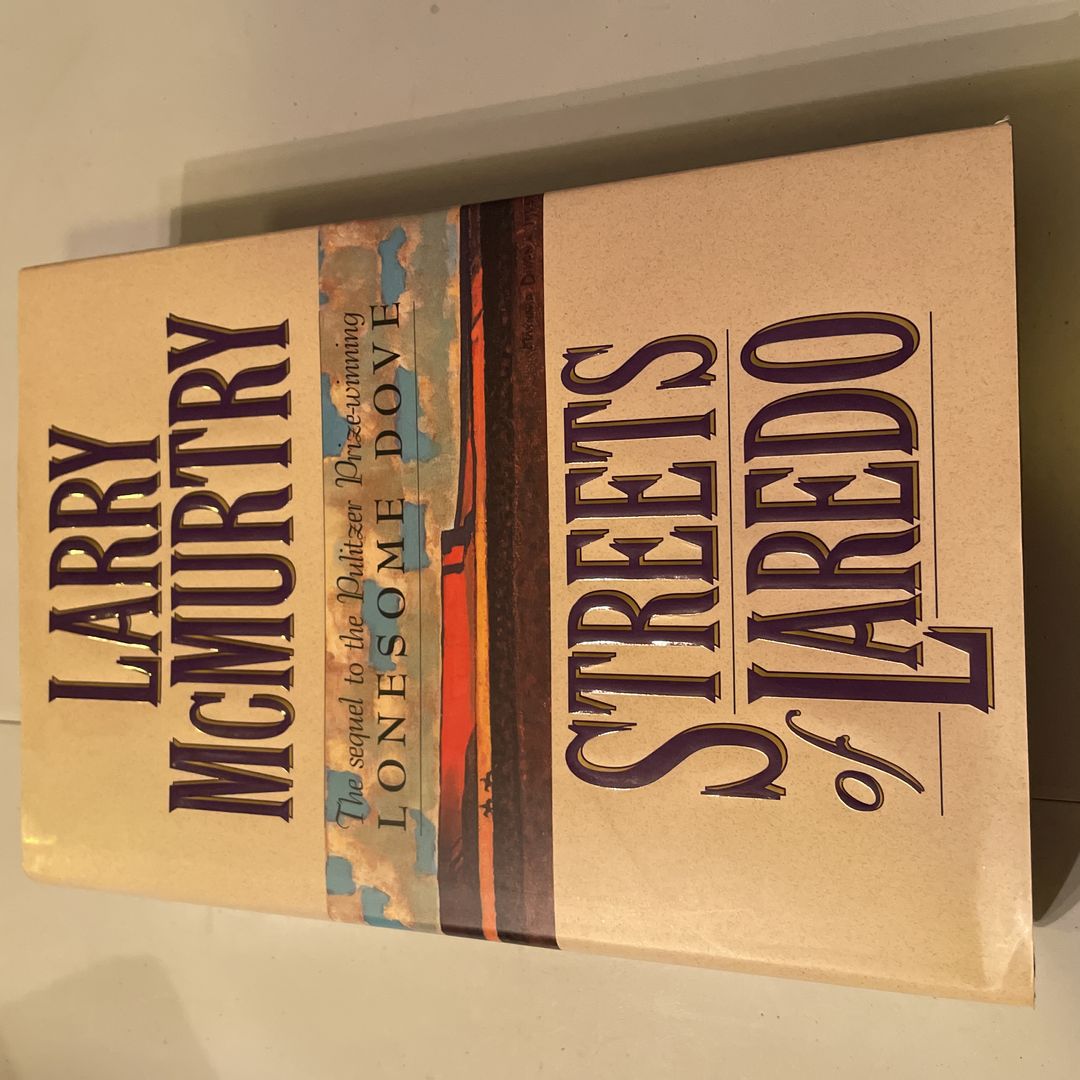 LARRY
MCMURTRY
The sequel to the Pulitzer Prize-winning
LONESOME DOVE
STREETS
of LAREDO